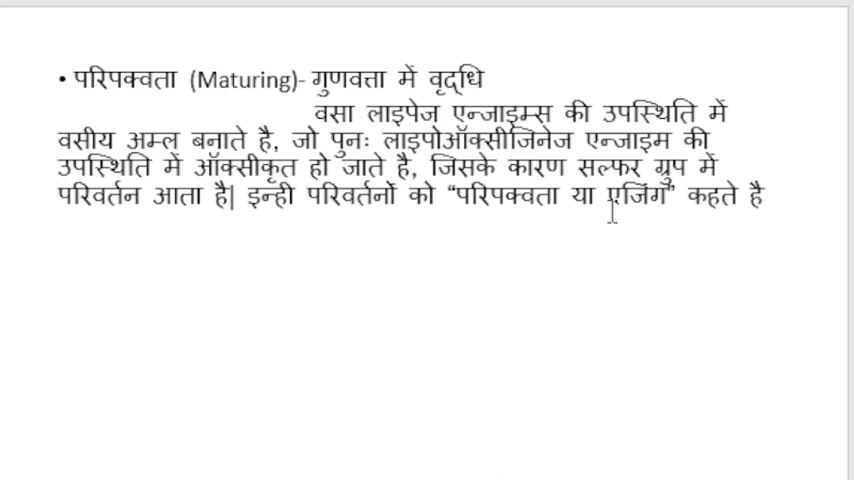 • परिपक्वता (Maturing)- गुणवत्ता में वृद्धि
वसा लाइपेज एन्जाइम्स की उपस्थिति में
वसीय अम्ल बनाते है, जो पुनः लाइपोऑक्सीजिनेज एन्जाइम की
उपस्थिति में ऑक्सीकृत हो जाते है, जिसके कारण सल्फर ग्रुप में
परिवर्तन आता है| इन्ही परिवर्तनों को “परिपक्वता या एजिंग” कहते है